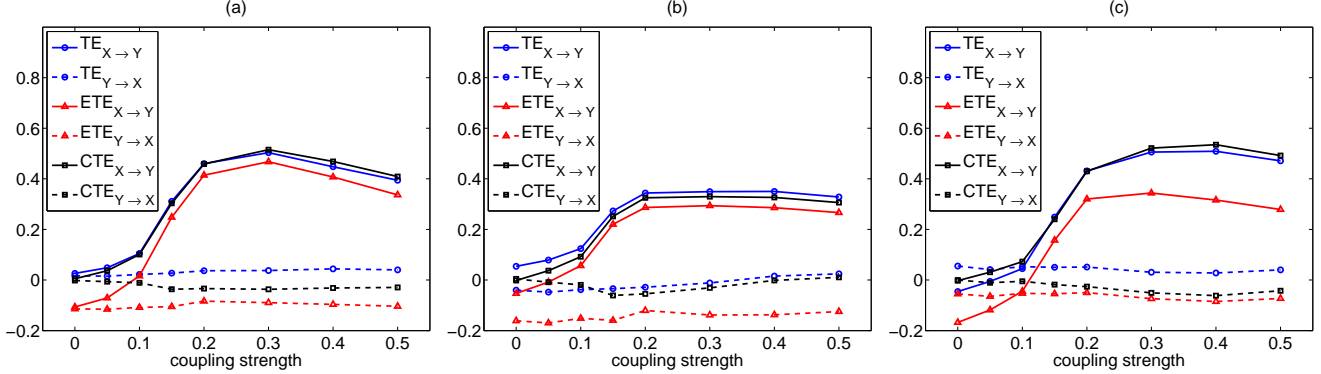 (a)
0.8
0.6
0.4
0.2
0
−0.2
0
0.1
0.2
0.3
0.4
0.5
coupling strength
TE X→Y
TE Y→X
ETE X→Y
ETE Y→X
CTE X→Y
CTE Y→X
(b)
0.8
0.6
0.4
0.2
0
−0.2
0
0.1
0.2
0.3
0.4
0.5
coupling strength
TE X→Y
TE Y→X
ETE X→Y
ETE Y→X
CTE X→Y
CTE Y→X
(c)
0.8
0.6
0.4
0.2
0
−0.2
0
0.1
0.2
0.3
0.4
0.5
coupling strength
TE X→Y
TE Y→X
ETE X→Y
ETE Y→X
CTE X→Y
CTE Y→X